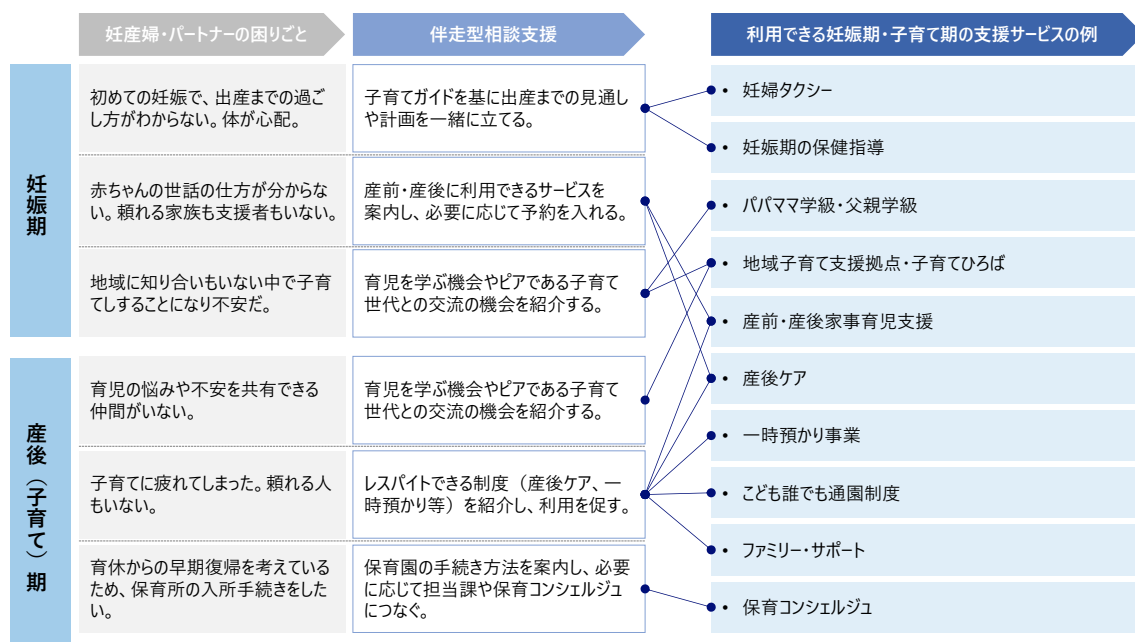 妊産婦・パートナーの困りごと
伴走型相談支援
利用できる妊娠期・子育て期の支援サービスの例
妊娠期
初めての妊娠で、出産までの過ご
し方がわからない。体が心配。
子育てガイドを基に出産までの見通し
や計画を一緒に立てる。
赤ちゃんの世話の仕方が分からな
い。頼れる家族も支援者もいない。
産前・産後に利用できるサービスを
案内し、必要に応じて予約を入れる。
地域に知り合いもいない中で子育
てしすることになり不安だ。
育児を学ぶ機会やピアである子育て
世代との交流の機会を紹介する。
産後(子育て)期
育児の悩みや不安を共有できる
仲間がいない。
育児を学ぶ機会やピアである子育て
世代との交流の機会を紹介する。
子育てに疲れてしまった。頼れる人
もいない。
レスパイトできる制度（産後ケア、一
時預かり等）を紹介し、利用を促す。
育休からの早期復帰を考えている
ため、保育所の入所手続きをした
い。
保育園の手続き方法を案内し、必要
に応じて担当課や保育コンシェルジュ
につなぐ。
• 妊婦タクシー
• 妊娠期の保健指導
• パパママ学級・父親学級
• 地域子育て支援拠点・子育てひろば
• 産前・産後家事育児支援
• 産後ケア
• 一時預かり事業
• こども誰でも通園制度
• ファミリー・サポート
• 保育コンシェルジュ